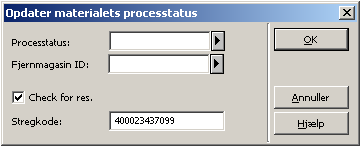 Opdater materialets processtatus
Processtatus:
OK
Fjernmagasin ID:
Check for res.
Annuller
Stregkode:
400023437099
Hjælp